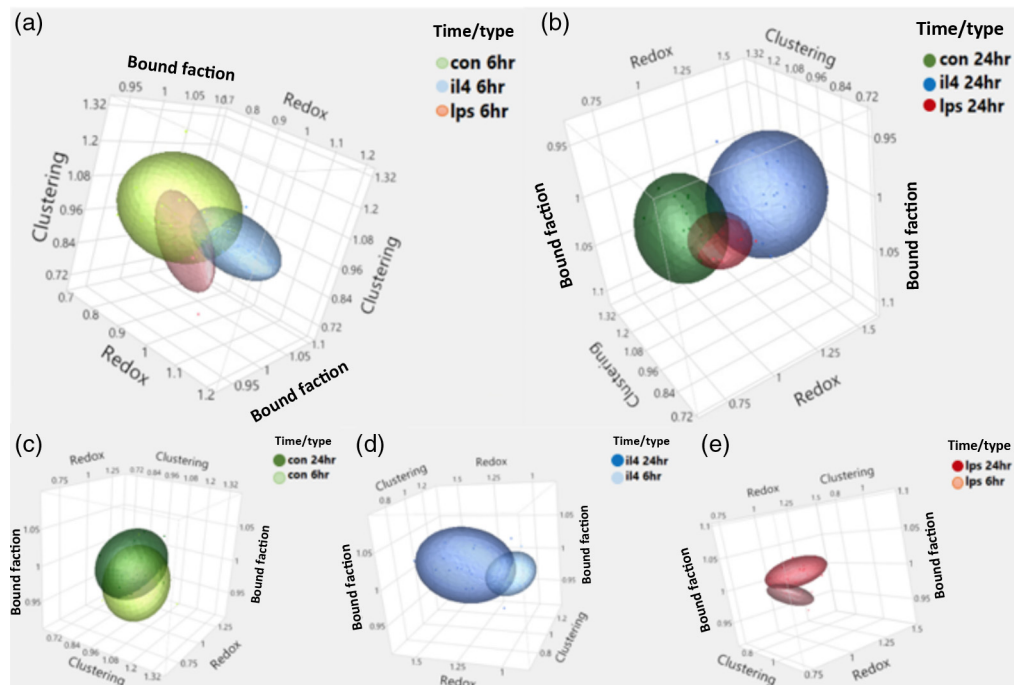 (a)
Time/type
con 6hr
il4 6hr
lps 6hr
Bound faction
0.95 1 1.05
0.8 0.9 1 1.1 1.2
Redox
Clustering
1.32
1.2
1.08
0.96
0.84
0.72
0.7
0.8
0.9
1
1.1
1.2
Redox
0.95
1
1.05
1.1
Bound faction
1.32
1.2
1.08
0.96
0.84
0.72
Clustering
(b)
Time/type
con 24hr
il4 24hr
lps 24hr
Redox
0.75 1 1.25 1.5
Clustering
1.32 1.2 1.08 0.96 0.84 0.72
Bound faction
0.95
1
1.05
1.1
Bound faction
0.95
1
1.05
1.1
Clustering
1.32
1.2
1.08
0.96
0.84
0.72
Redox
0.75
1
1.25
1.5
(c)
Time/type
con 24hr
con 6hr
Redox
0.75 1 1.25
Clustering
0.72 0.84 0.96 1.08 1.2 1.32
Bound faction
1.05
1
0.95
Bound faction
1.05
1
0.95
0.72 0.84 0.96 1.08 1.2 1.32
Clustering
0.75 1 1.25
Redox
(d)
Time/type
il4 24hr
il4 6hr
Clustering
0.8 1 1.2
Redox
1.5 1.25 1
Bound faction
1.05
1
0.95
Bound faction
1.05
1
0.95
1.5 1.25 1
Redox
0.8 1 1.2
Clustering
(e)
Time/type
lps 24hr
lps 6hr
Redox
0.75 1 1.25 1.5
Clustering
0.8 1
Bound faction
1.1
1.05
1
0.95
Bound faction
1.1
1.05
1
0.95
0.8 1
Clustering
0.75 1 1.25 1.5
Redox